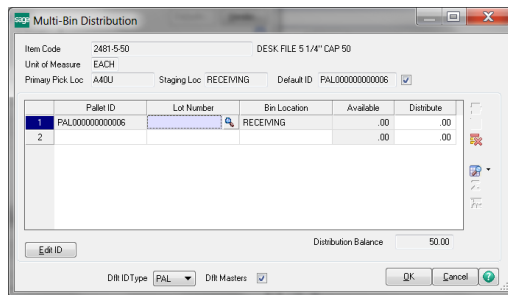 sage Multi-Bin Distribution
Item Code 2481-5-50 DESK FILE 5 1/4" CAP 50
Unit of Measure EACH
Primary Pick Loc A40U Staging Loc RECEIVING Default ID PAL000000000006
Pallet ID Lot Number Bin Location Available Distribute
1 PAL000000000006 RECEIVING .00 .00
2 .00 .00
Distribution Balance 50.00
Edit ID
Dflt IDType PAL Dflt Masters OK Cancel